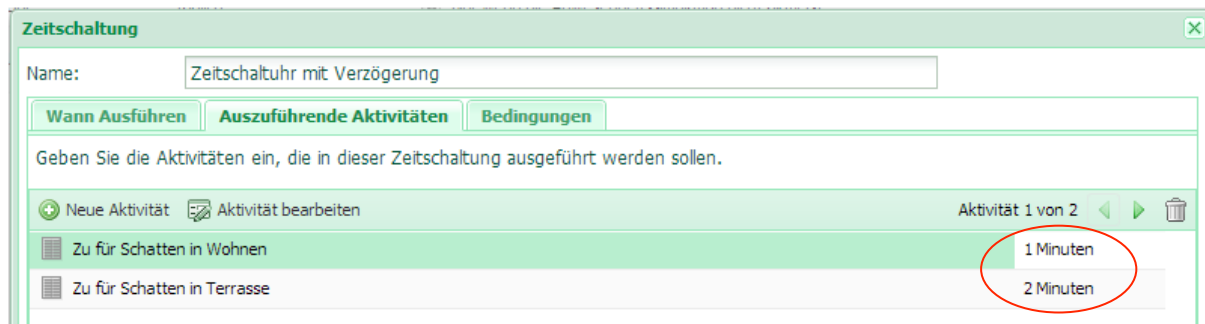 Zeitschaltung
Name: Zeitschaltuhr mit Verzögerung
Wann Ausführen Auszuführende Aktivitäten Bedingungen
Geben Sie die Aktivitäten ein, die in dieser Zeitschaltung ausgeführt werden sollen.
Neue Aktivität Aktivität bearbeiten Aktivität 1 von 2
Zu für Schatten in Wohnen 1 Minuten
Zu für Schatten in Terrasse 2 Minuten